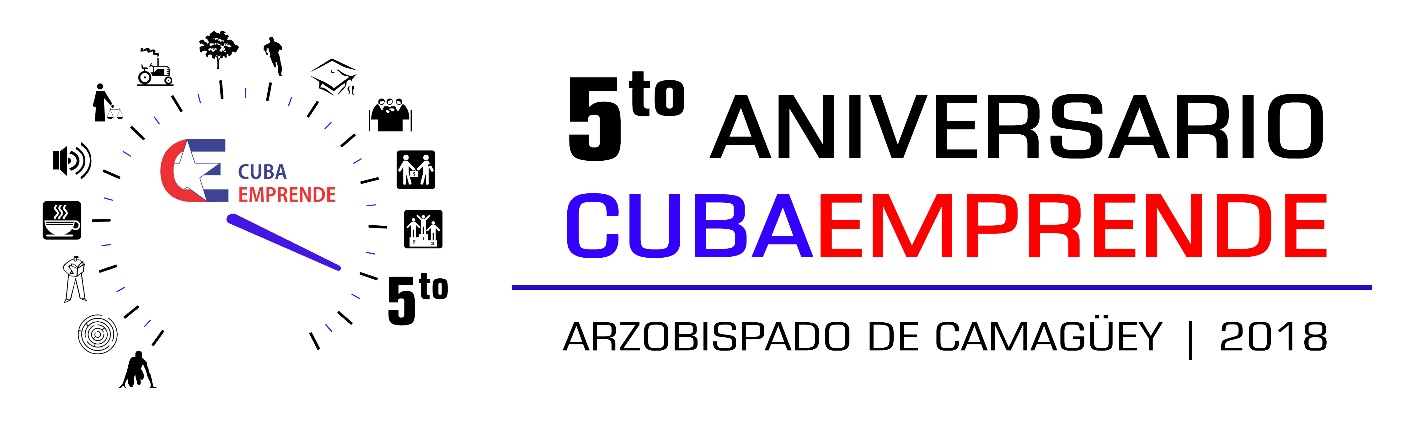 CUBA
EMPRENDE
5to
5to ANIVERSARIO
CUBAEMPRENDE
ARZOBISPADO DE CAMAGÜEY | 2018